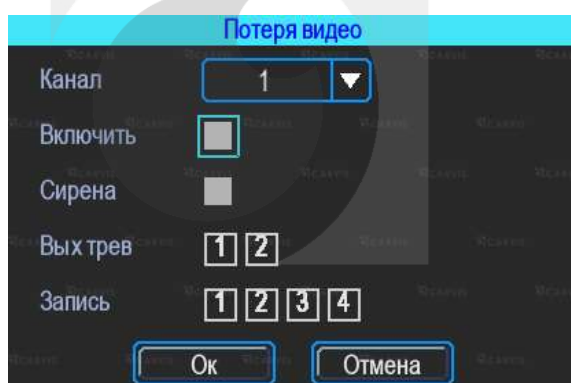 Потеря видео
Канал 1
Включить
Сирена
Вых трев 1 2
Запись 1 2 3 4
Ок Отмена